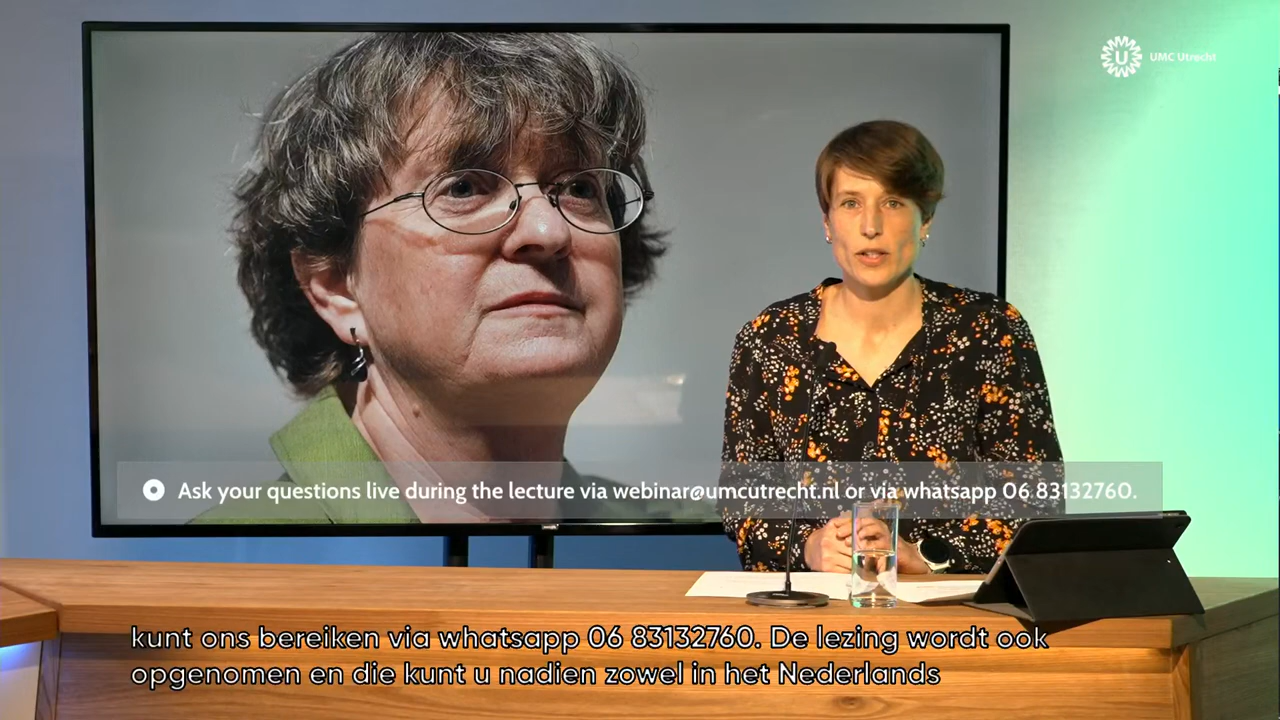 UMC Utrecht
Ask your questions live during the lecture via webinar@umcutrecht.nl or via whatsapp 06 83132760.
kunt ons bereiken via whatsapp 06 83132760. De lezing wordt ook
opgenomen en die kunt u nadien zowel in het Nederlands